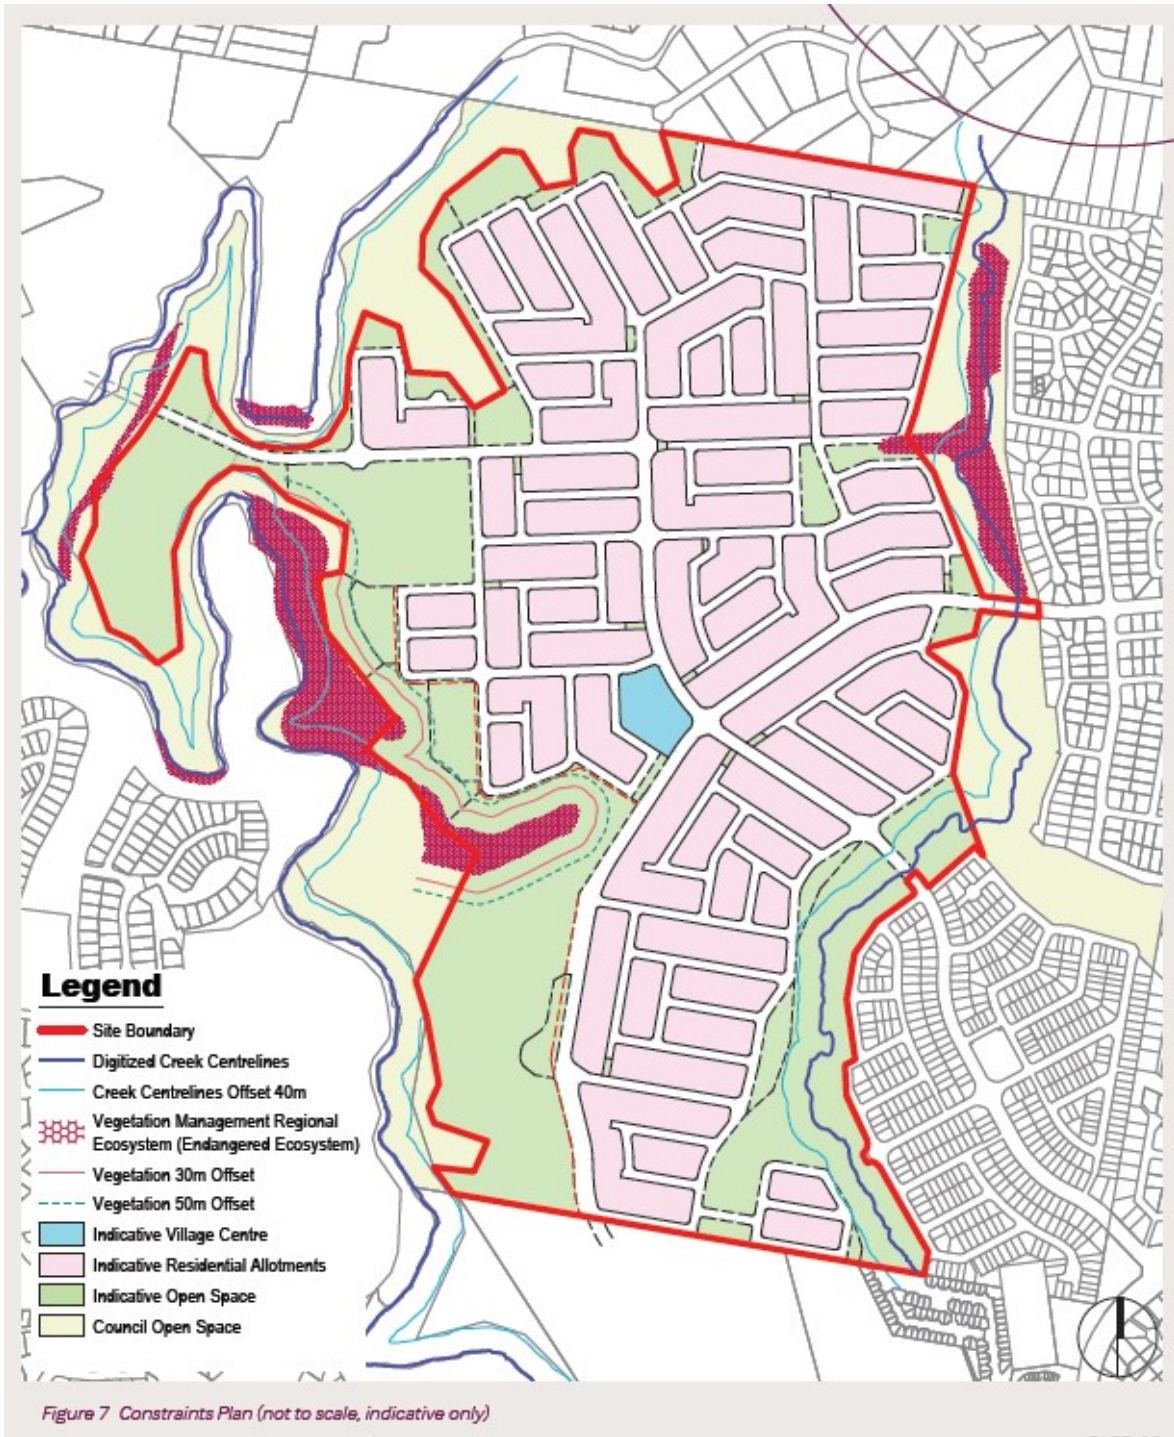 Legend
Site Boundary
Digitized Creek Centrelines
Creek Centrelines Offset 40m
Vegetation Management Regional
Ecosystem (Endangered Ecosystem)
Vegetation 30m Offset
Vegetation 50m Offset
Indicative Village Centre
Indicative Residential Allotments
Indicative Open Space
Council Open Space
Figure 7 Constraints Plan (not to scale, indicative only)